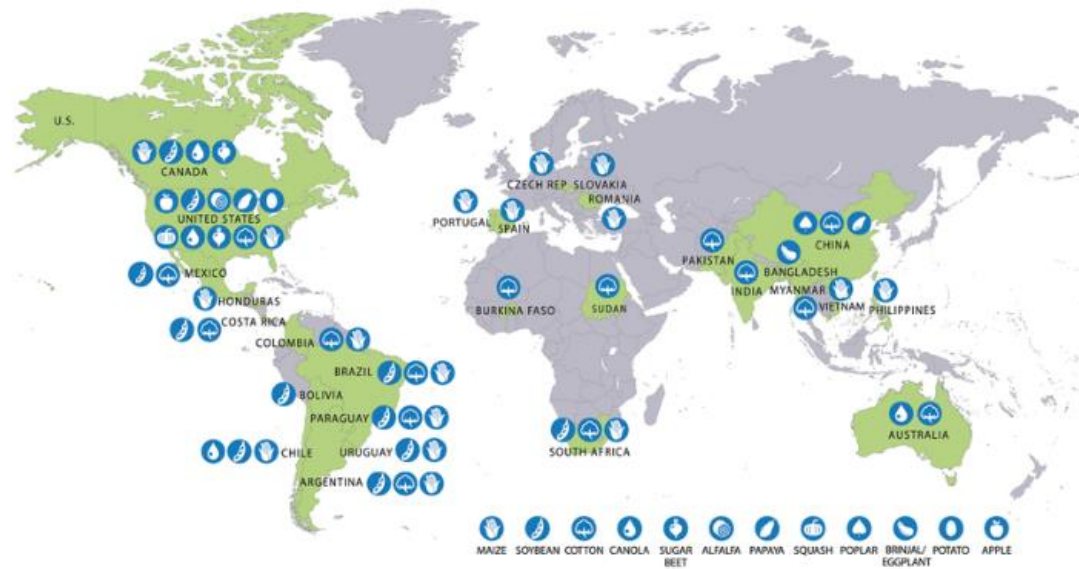 U.S.
CANADA
UNITED STATES
MEXICO
HONDURAS
COSTA RICA
COLOMBIA
BRAZIL
BOLIVIA
PARAGUAY
CHILE
URUGUAY
ARGENTINA
CZECH REP
SLOVAKIA
ROMANIA
PORTUGAL
SPAIN
BURKINA FASO
SUDAN
SOUTH AFRICA
PAKISTAN
CHINA
BANGLADESH
INDIA
MYANMAR
VIETNAM
PHILIPPINES
AUSTRALIA
MAIZE
SOYBEAN
COTTON
CANOLA
SUGAR
BEET
ALFALFA
PAPAYA
SQUASH
POPLAR
BRINJAL/
EGGPLANT
POTATO
APPLE